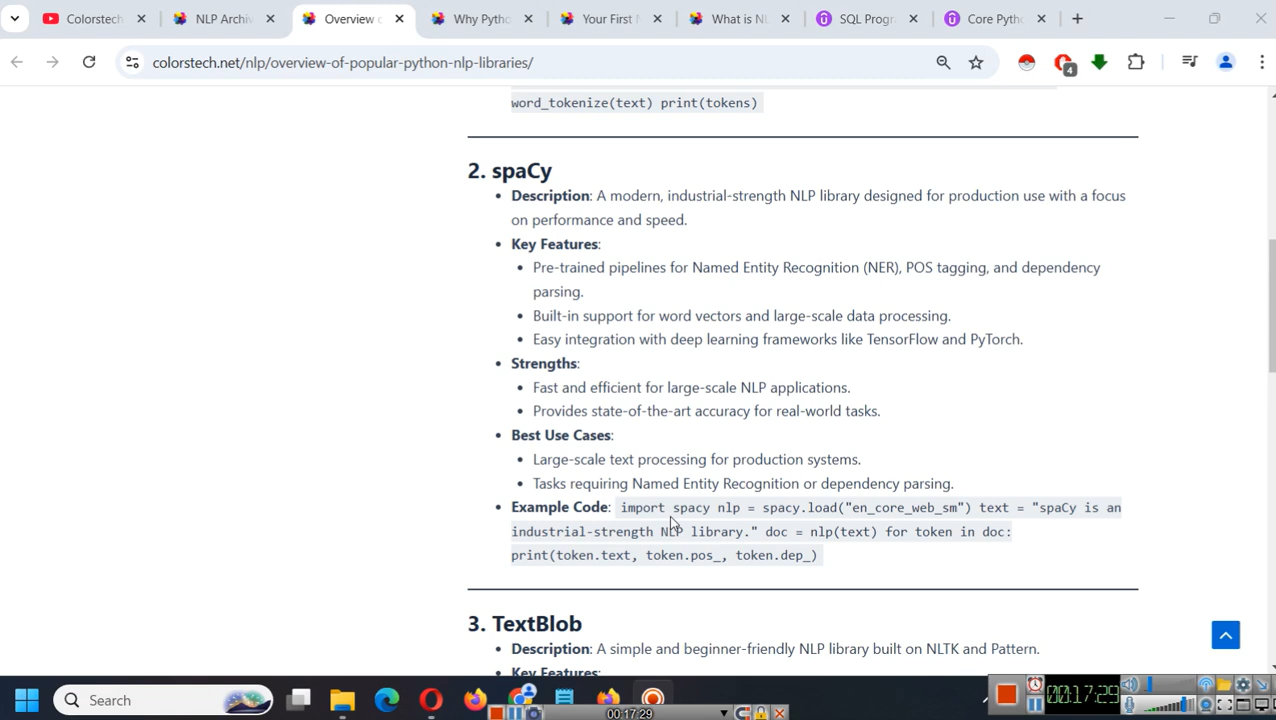 Colorstech
NLP Archiv
Overview o
Why Pytho
Your First
What is NL
SQL Progr
Core Pyth
colorstech.net/nlp/overview-of-popular-python-nlp-libraries/
4
word_tokenize(text) print(tokens)
2. spaCy
Description: A modern, industrial-strength NLP library designed for production use with a focus
on performance and speed.
Key Features:
Pre-trained pipelines for Named Entity Recognition (NER), POS tagging, and dependency
parsing.
Built-in support for word vectors and large-scale data processing.
Easy integration with deep learning frameworks like TensorFlow and PyTorch.
Strengths:
Fast and efficient for large-scale NLP applications.
Provides state-of-the-art accuracy for real-world tasks.
Best Use Cases:
Large-scale text processing for production systems.
Tasks requiring Named Entity Recognition or dependency parsing.
Example Code: import spacy nlp = spacy.load("en_core_web_sm") text = "spaCy is an
industrial-strength NLP library." doc = nlp(text) for token in doc:
print(token.text, token.pos_, token.dep_)
3. TextBlob
Description: A simple and beginner-friendly NLP library built on NLTK and Pattern.
Key Features:
Search
00:17:29
00:17:29